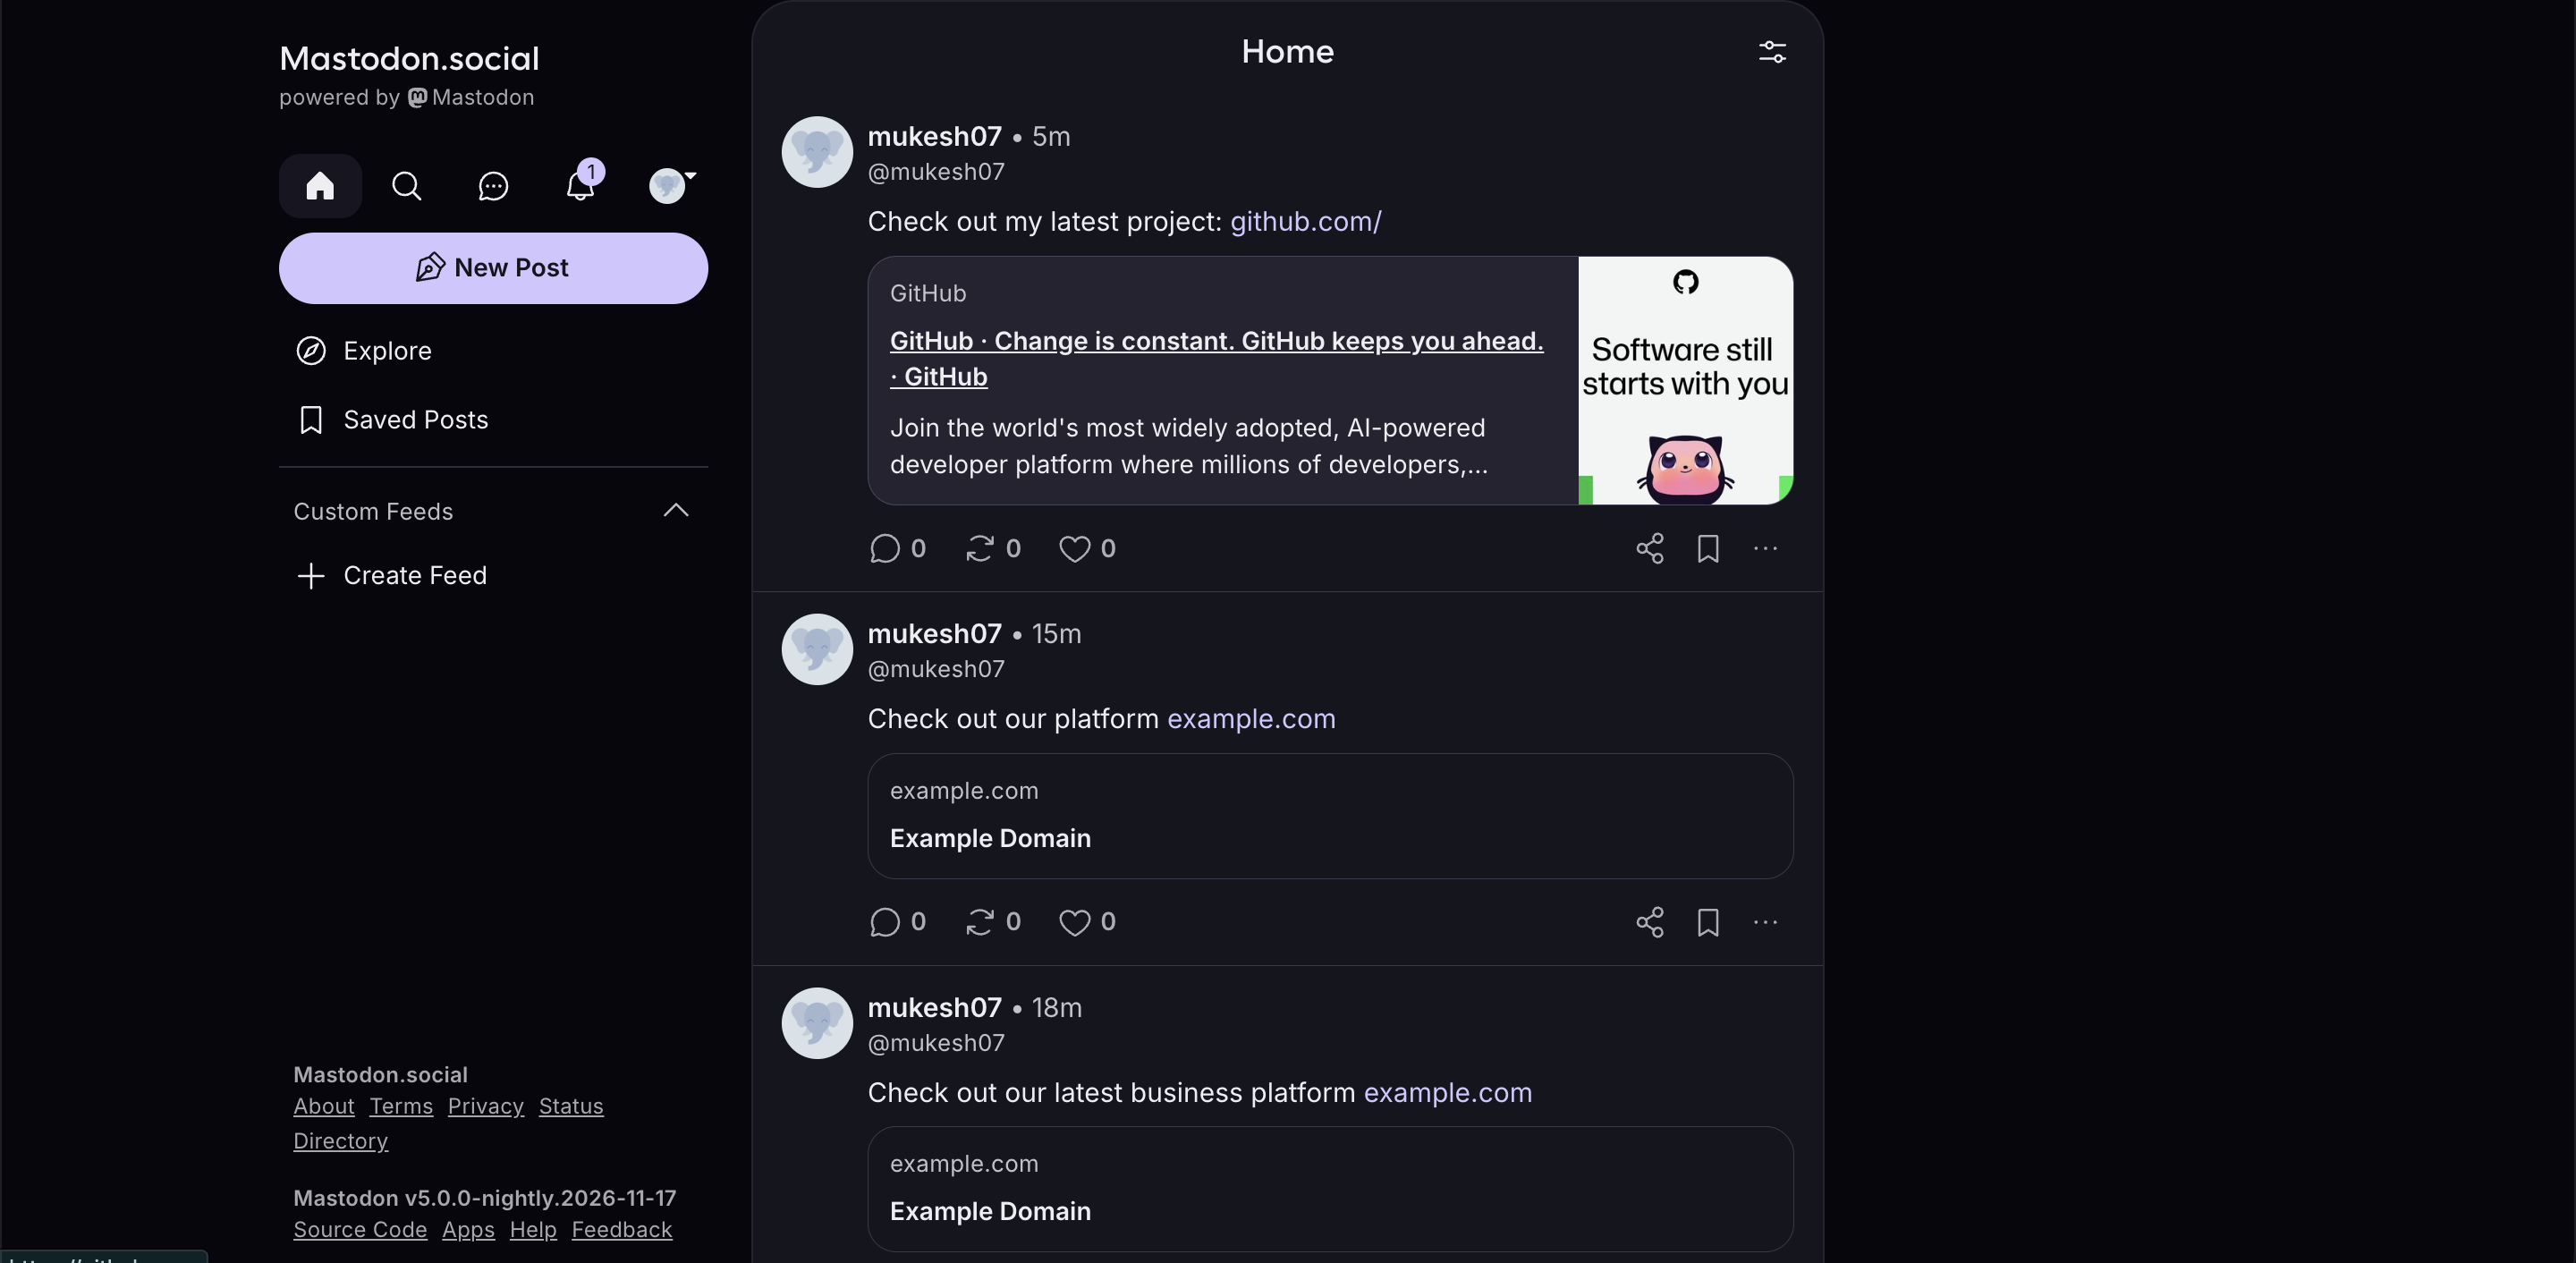 Mastodon.social
powered by Mastodon
1
New Post
Explore
Saved Posts
Custom Feeds
Create Feed
Mastodon.social
About Terms Privacy Status
Directory
Mastodon v5.0.0-nightly.2026-11-17
Source Code Apps Help Feedback
Home
mukesh07 • 5m
@mukesh07
Check out my latest project: github.com/
GitHub
GitHub · Change is constant. GitHub keeps you ahead.
· GitHub
Join the world's most widely adopted, AI-powered
developer platform where millions of developers,...
Software still
starts with you
0 0 0
mukesh07 • 15m
@mukesh07
Check out our platform example.com
example.com
Example Domain
0 0 0
mukesh07 • 18m
@mukesh07
Check out our latest business platform example.com
example.com
Example Domain